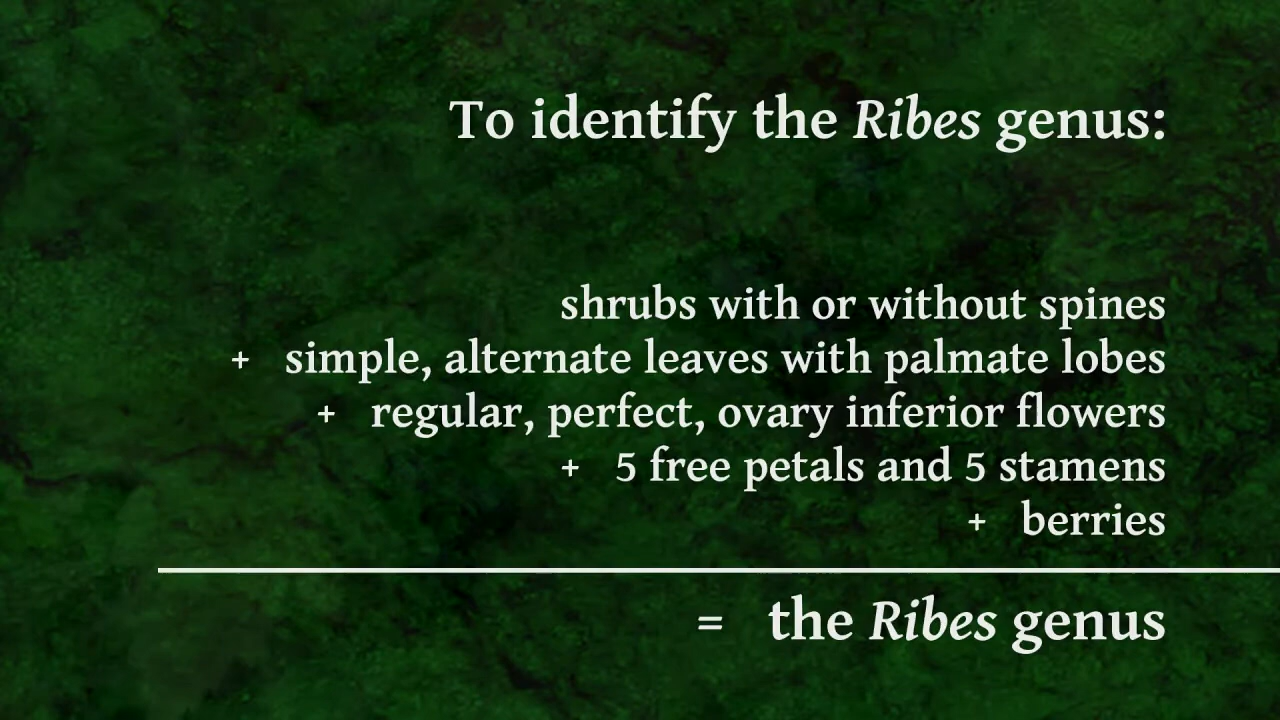 To identify the Ribes genus:
shrubs with or without spines
+ simple, alternate leaves with palmate lobes
+ regular, perfect, ovary inferior flowers
+ 5 free petals and 5 stamens
+ berries
= the Ribes genus